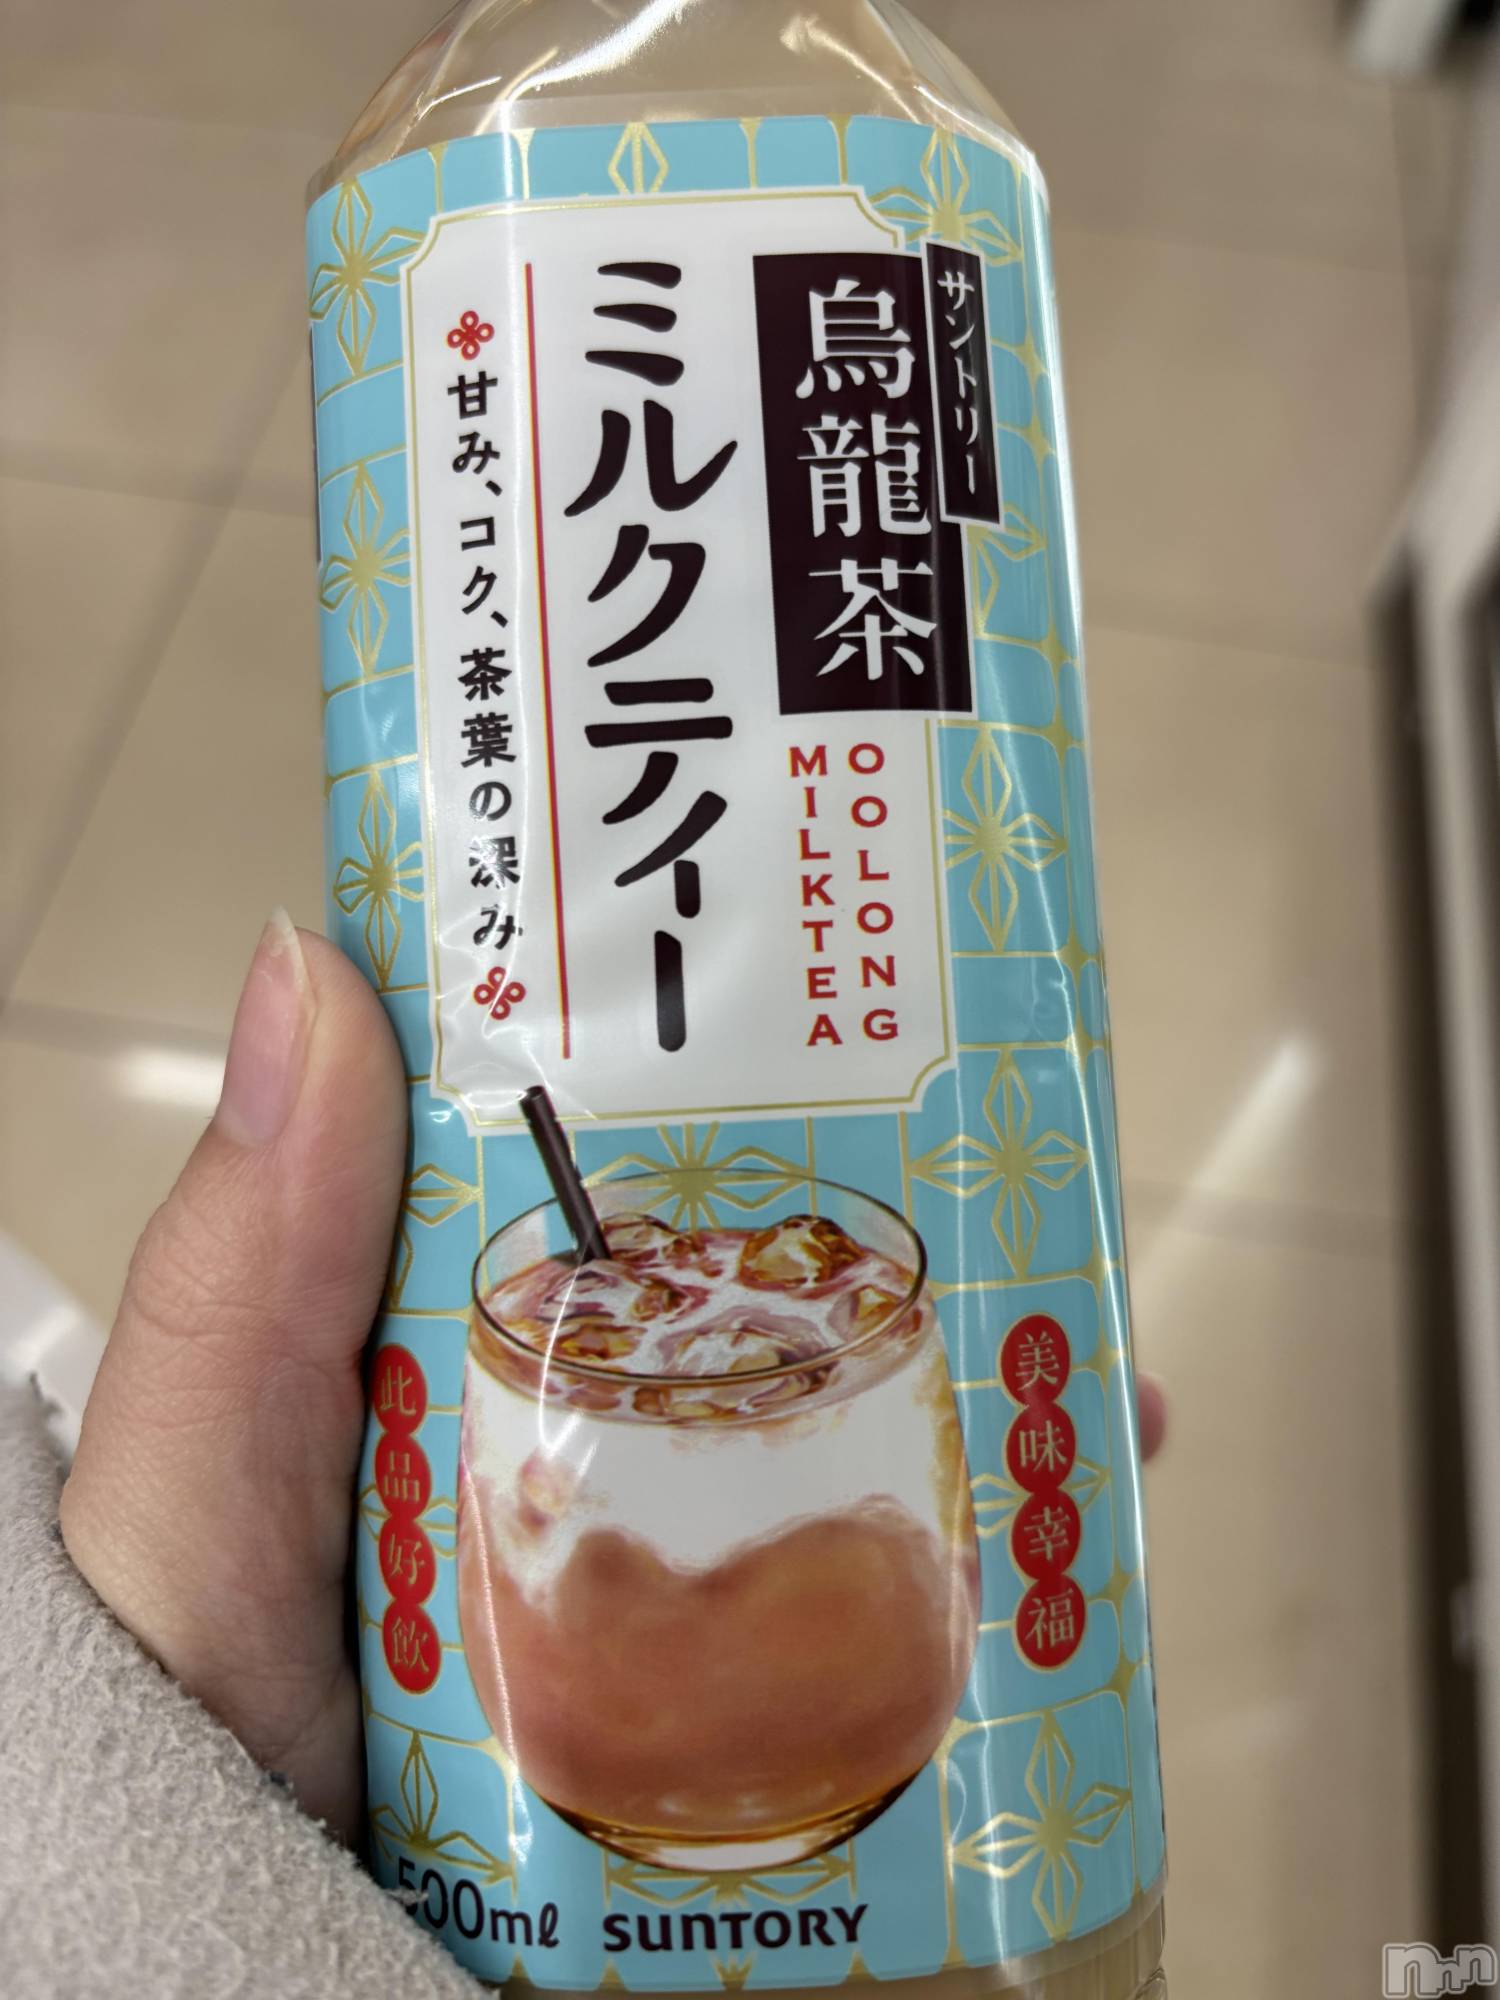 サントリー
烏龍茶
OOLONG
MILKTEA
ミルクティー
甘み、コク、茶葉の深み
美味幸福
此品好飲
500ml
SUNTORY
nnn